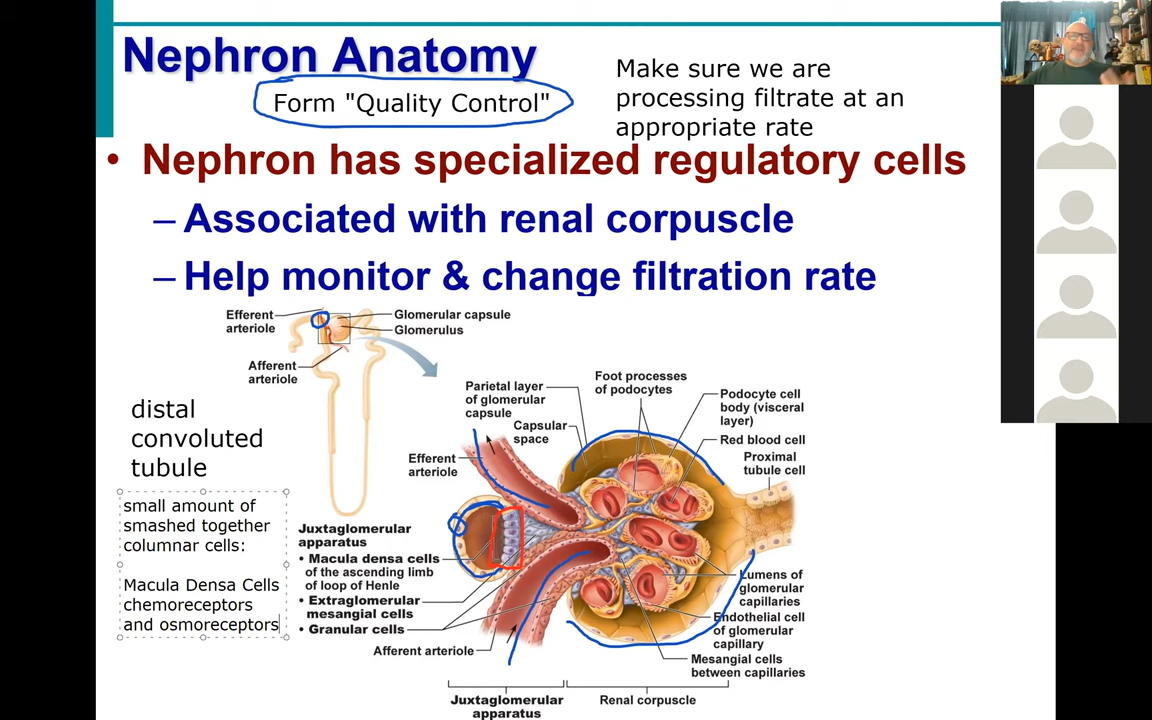 Nephron Anatomy
Form "Quality Control"
Make sure we are
processing filtrate at an
appropriate rate
• Nephron has specialized regulatory cells
– Associated with renal corpuscle
– Help monitor & change filtration rate
Efferent
arteriole
Glomerular capsule
Glomerulus
Afferent
arteriole
distal
convoluted
tubule
small amount of
smashed together
columnar cells:
Macula Densa Cells
chemoreceptors
and osmoreceptors
Parietal layer
of glomerular
capsule
Capsular
space
Efferent
arteriole
Foot processes
of podocytes
Podocyte cell
body (visceral
layer)
Red blood cell
Proximal
tubule cell
Juxtaglomerular
apparatus
• Macula densa cells
of the ascending limb
of loop of Henle
• Extraglomerular
mesangial cells
• Granular cells
Afferent arteriole
Lumens of
glomerular
capillaries
Endothelial cell
of glomerular
capillary
Mesangial cells
between capillaries
Juxtaglomerular
apparatus
Renal corpuscle